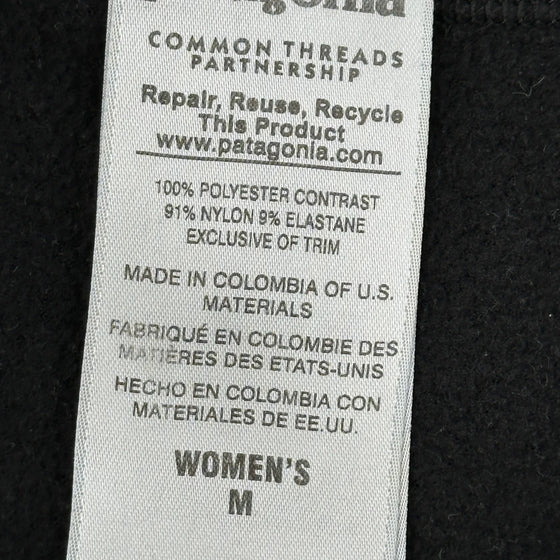 patagonia
COMMON THREADS
PARTNERSHIP
Repair, Reuse, Recycle
This Product
www.patagonia.com
100% POLYESTER CONTRAST
91% NYLON 9% ELASTANE
EXCLUSIVE OF TRIM
MADE IN COLOMBIA OF U.S.
MATERIALS
FABRIQUÉ EN COLOMBIE DES
MATIÈRES DES ETATS-UNIS
HECHO EN COLOMBIA CON
MATERIALES DE EE.UU.
WOMEN'S
M